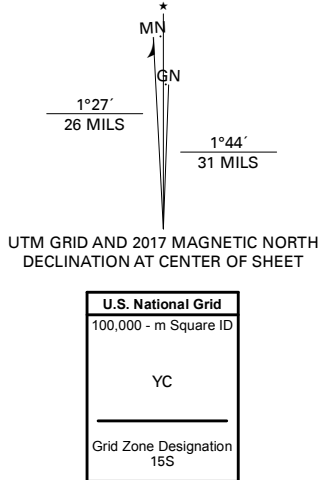 MN
GN
1°27´
26 MILS
1°44´
31 MILS
UTM GRID AND 2017 MAGNETIC NORTH
DECLINATION AT CENTER OF SHEET
U.S. National Grid
100,000 - m Square ID
YC
Grid Zone Designation
15S